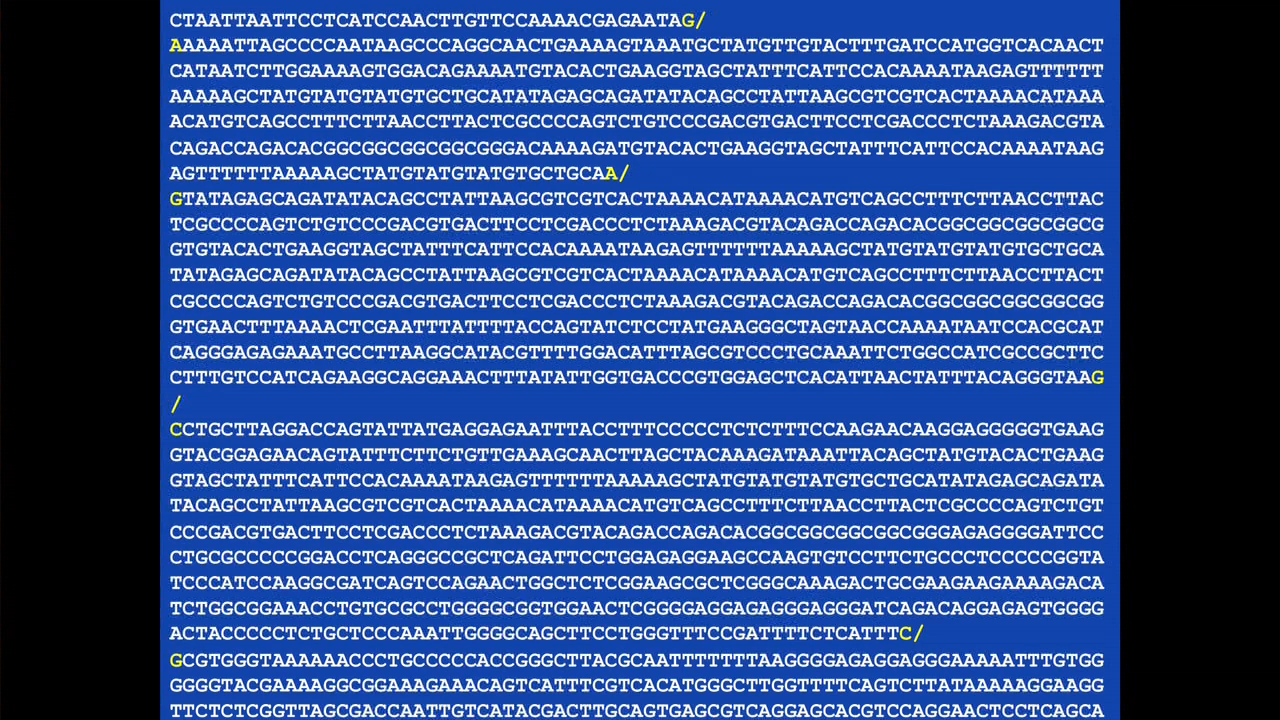 CTAATTAATTCCTCATCCAACTTGTTCCAAAACGAGAATAG/
AAAAATTAGCCCCAATAAGCCCAGGCAACTGAAAAGTAAATGCTATGTTGTACTTTGATCCATGGTCACAACT
CATAATCTTGGAAAAGTGGACAGAAAATGTACACTGAAGGTAGCTATTTCATTCCACAAAATAAGAGTTTTTT
AAAAAGCTATGTATGTATGTGCTGCATATAGAGCAGATATACAGCCTATTAAGCGTCGTCACTAAAACATAAA
ACATGTCAGCCTTTCTTAACCTTACTCGCCCCAGTCTGTCCCGACGTGACTTCCTCGACCCTCTAAAGACGTA
CAGACCAGACACGGCGGCGGCGGCGGGACAAAAGATGTACACTGAAGGTAGCTATTTCATTCCACAAAATAAG
AGTTTTTTAAAAAGCTATGTATGTATGTGCTGCAA/
GTATAGAGCAGATATACAGCCTATTAAGCGTCGTCACTAAAACATAAAACATGTCAGCCTTTCTTAACCTTAC
TCGCCCCAGTCTGTCCCGACGTGACTTCCTCGACCCTCTAAAGACGTACAGACCAGACACGGCGGCGGCGGCG
GTGTACACTGAAGGTAGCTATTTCATTCCACAAAATAAGAGTTTTTTAAAAAGCTATGTATGTATGTGCTGCA
TATAGAGCAGATATACAGCCTATTAAGCGTCGTCACTAAAACATAAAACATGTCAGCCTTTCTTAACCTTACT
CGCCCCAGTCTGTCCCGACGTGACTTCCTCGACCCTCTAAAGACGTACAGACCAGACACGGCGGCGGCGGCGG
GTGAACTTTAAAACTCGAATTTATTTTACCAGTATCTCCTATGAAGGGCTAGTAACCAAAATAATCCACGCAT
CAGGGAGAGAAATGCCTTAAGGCATACGTTTTGGACATTTAGCGTCCCTGCAAATTCTGGCCATCGCCGCTTC
CTTTGTCCATCAGAAGGCAGGAAACTTTATATTGGTGACCCGTGGAGCTCACATTAACTATTTACAGGGTAAG
/
CCTGCTTAGGACCAGTATTATGAGGAGAATTTACCTTTCCCCCTCTCTTTCCAAGAACAAGGAGGGGGTGAAG
GTACGGAGAACAGTATTTCTTCTGTTGAAAGCAACTTAGCTACAAAGATAAATTACAGCTATGTACACTGAAG
GTAGCTATTTCATTCCACAAAATAAGAGTTTTTTAAAAAGCTATGTATGTATGTGCTGCATATAGAGCAGATA
TACAGCCTATTAAGCGTCGTCACTAAAACATAAAACATGTCAGCCTTTCTTAACCTTACTCGCCCCAGTCTGT
CCCGACGTGACTTCCTCGACCCTCTAAAGACGTACAGACCAGACACGGCGGCGGCGGCGGGAGAGGGGATTCC
CTGCGCCCCCGGACCTCAGGGCCGCTCAGATTCCTGGAGAGGAAGCCAAGTGTCCTTCTGCCCTCCCCCGGTA
TCCCATCCAAGGCGATCAGTCCAGAACTGGCTCTCGGAAGCGCTCGGGCAAAGACTGCGAAGAAGAAAAGACA
TCTGGCGGAAACCTGTGCGCCTGGGGCGGTGGAACTCGGGGAGGAGAGGGAGGGATCAGACAGGAGAGTGGGG
ACTACCCCCTCTGCTCCCAAATTGGGGCAGCTTCCTGGGTTTCCGATTTTCTCATTTC/
GCGTGGGTAAAAAACCCTGCCCCCACCGGGCTTACGCAATTTTTTTAAGGGGAGAGGAGGGAAAAATTTGTGG
GGGGTACGAAAAGGCGGAAAGAAACAGTCATTTCGTCACATGGGCTTGGTTTTCAGTCTTATAAAAAGGAAGG
TTCTCTCGGTTAGCGACCAATTGTCATACGACTTGCAGTGAGCGTCAGGAGCACGTCCAGGAACTCCTCAGCA